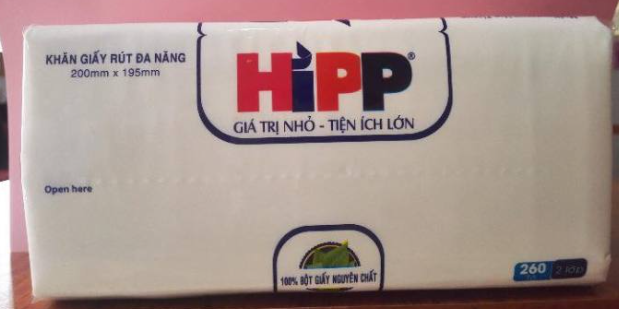 KHĂN GIẤY RÚT ĐA NĂNG
200mm x 195mm
HiPP®
GIÁ TRỊ NHỎ - TIỆN ÍCH LỚN
Open here
100% BỘT GIẤY NGUYÊN CHẤT
260 2 lớp